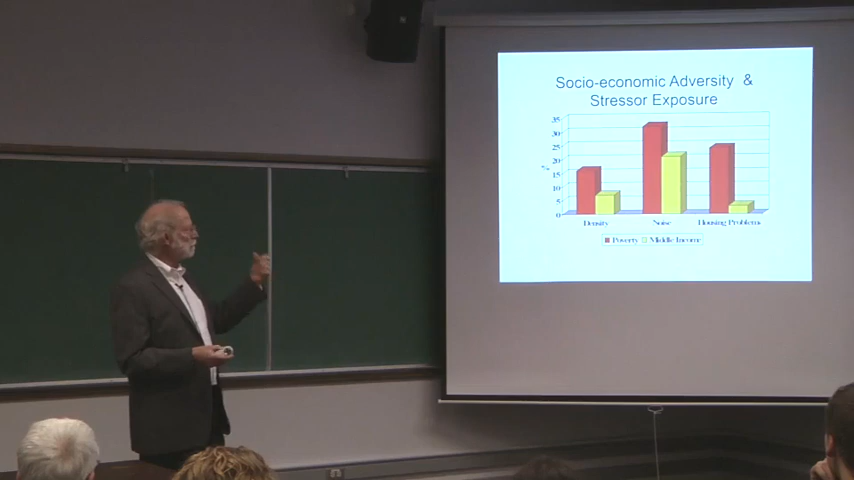 Socio-economic Adversity &
Stressor Exposure
35
30
25
20
15
10
5
0
%
Density Noise Housing Problems
Poverty Middle Income